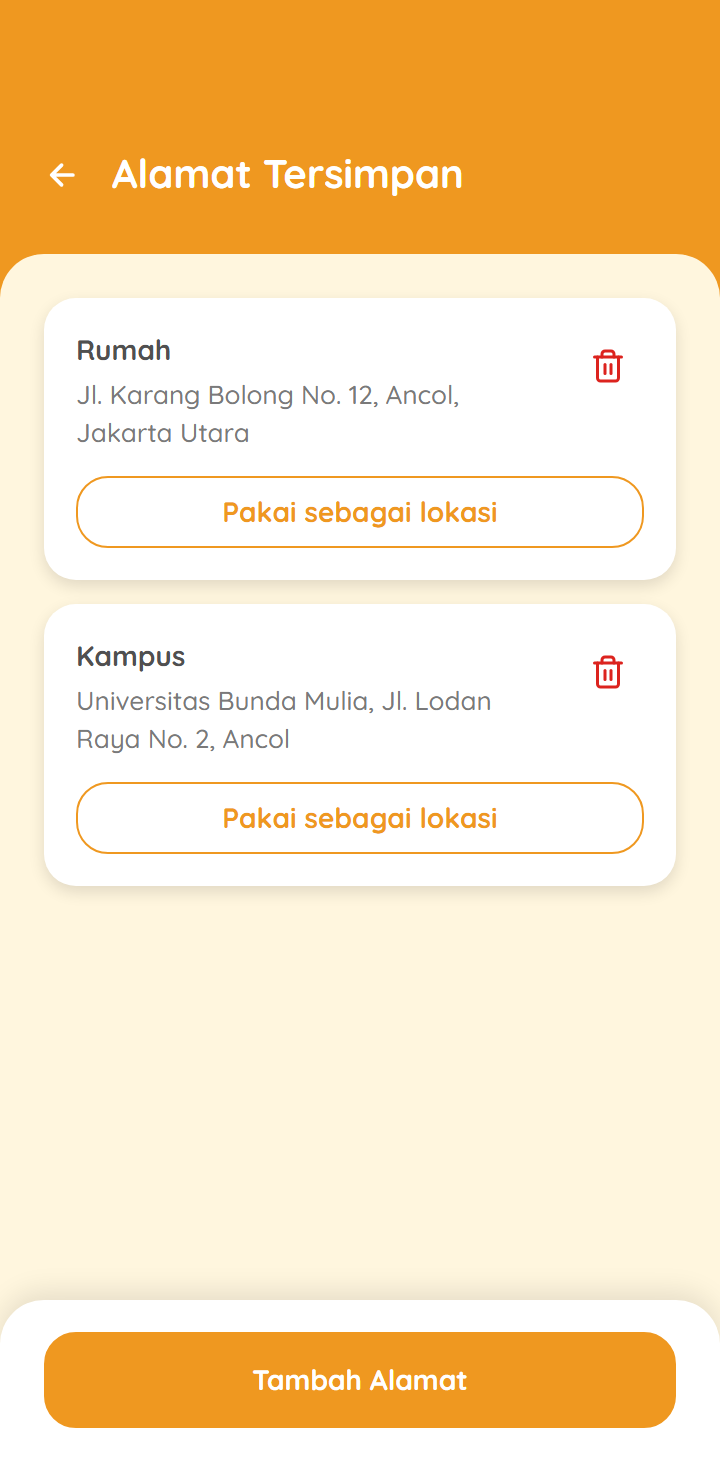 Alamat Tersimpan
Rumah
Jl. Karang Bolong No. 12, Ancol,
Jakarta Utara
Pakai sebagai lokasi
Kampus
Universitas Bunda Mulia, Jl. Lodan
Raya No. 2, Ancol
Pakai sebagai lokasi
Tambah Alamat